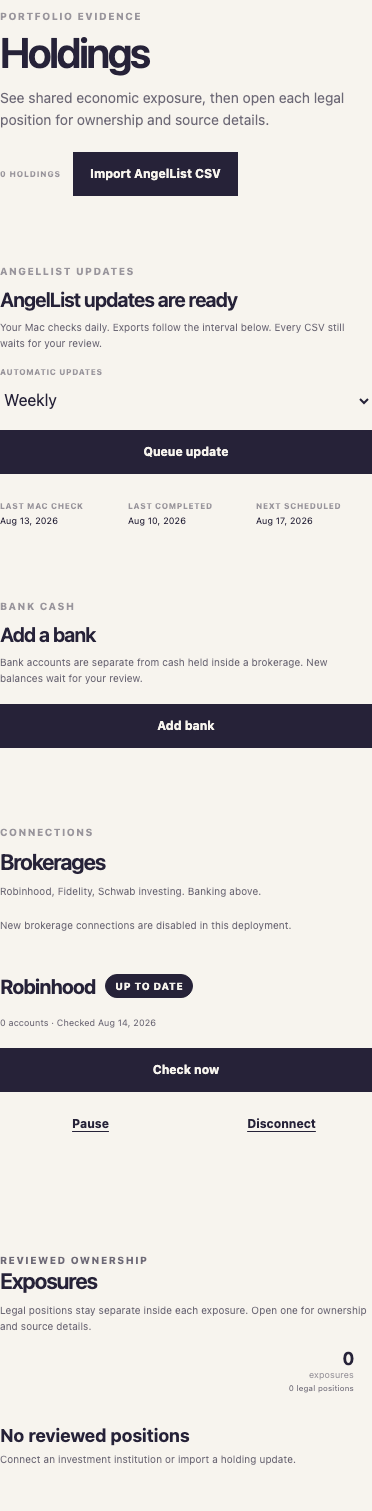 PORTFOLIO EVIDENCE
Holdings
See shared economic exposure, then open each legal
position for ownership and source details.
0 HOLDINGS
Import AngelList CSV
ANGELLIST UPDATES
AngelList updates are ready
Your Mac checks daily. Exports follow the interval below. Every CSV still
waits for your review.
AUTOMATIC UPDATES
Weekly
Queue update
LAST MAC CHECK
Aug 13, 2026
LAST COMPLETED
Aug 10, 2026
NEXT SCHEDULED
Aug 17, 2026
BANK CASH
Add a bank
Bank accounts are separate from cash held inside a brokerage. New
balances wait for your review.
Add bank
CONNECTIONS
Brokerages
Robinhood, Fidelity, Schwab investing. Banking above.
New brokerage connections are disabled in this deployment.
Robinhood
UP TO DATE
0 accounts · Checked Aug 14, 2026
Check now
Pause
Disconnect
REVIEWED OWNERSHIP
Exposures
Legal positions stay separate inside each exposure. Open one for ownership
and source details.
0
exposures
0 legal positions
No reviewed positions
Connect an investment institution or import a holding update.